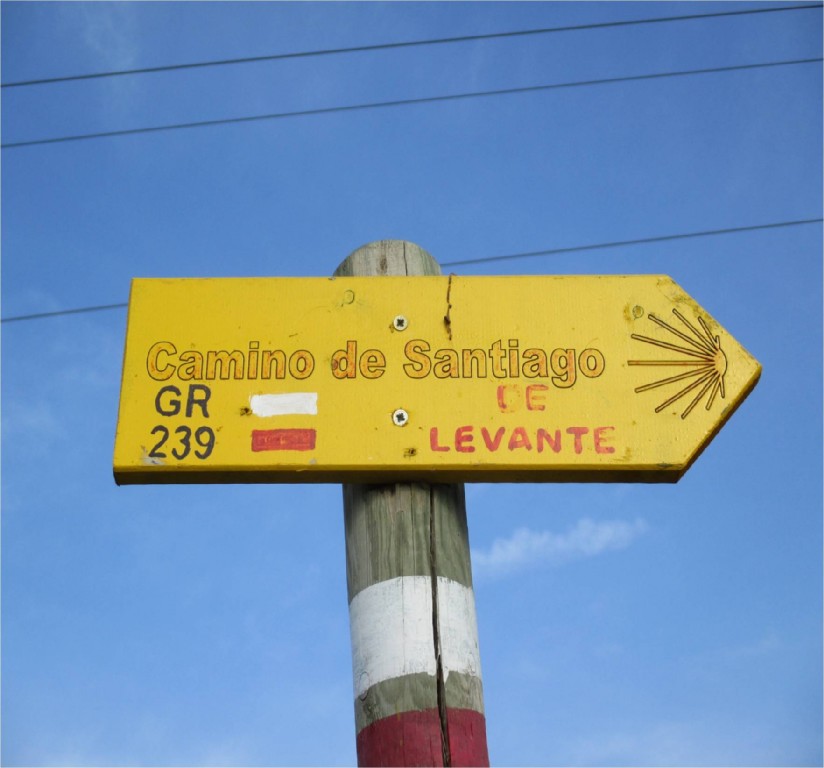 Camino de Santiago
GR
239
DE
LEVANTE